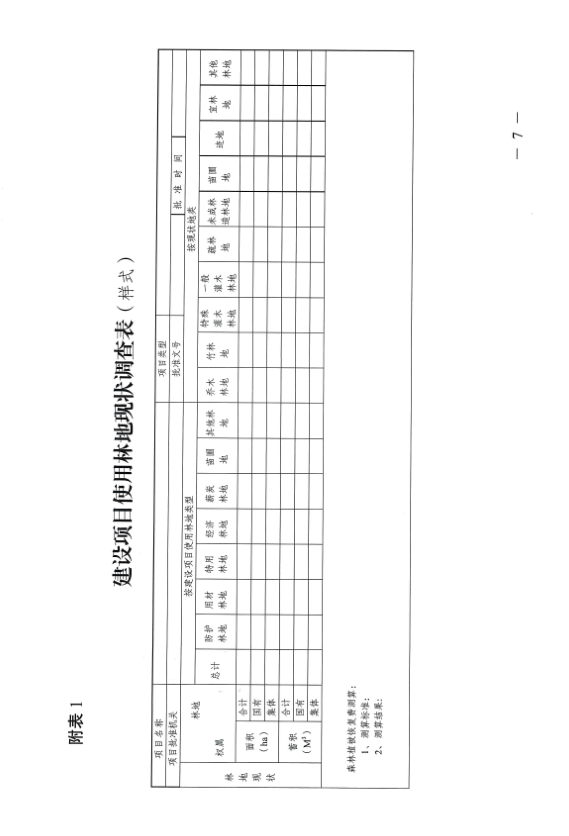 附表 1
建设项目使用林地现状调查表（样式）
项目名称 项目类型
项目批准机关 批准文号 批准时间
林地 权属 总计 按建设项目使用林地类型 按现状地类
防护林地 用材林地 特用林地 经济林地 薪炭林地 苗圃地 其他林地 乔木林地 竹林地 特殊灌木林地 一般灌木林地 疏林地 未成林造林地 苗圃地 迹地 宜林地 其他林地
林地现状
面积（ha） 合计
国有
集体
蓄积（M³） 合计
国有
集体
森林植被恢复费测算：
1、测算标准：
2、测算结果：
— 7 —